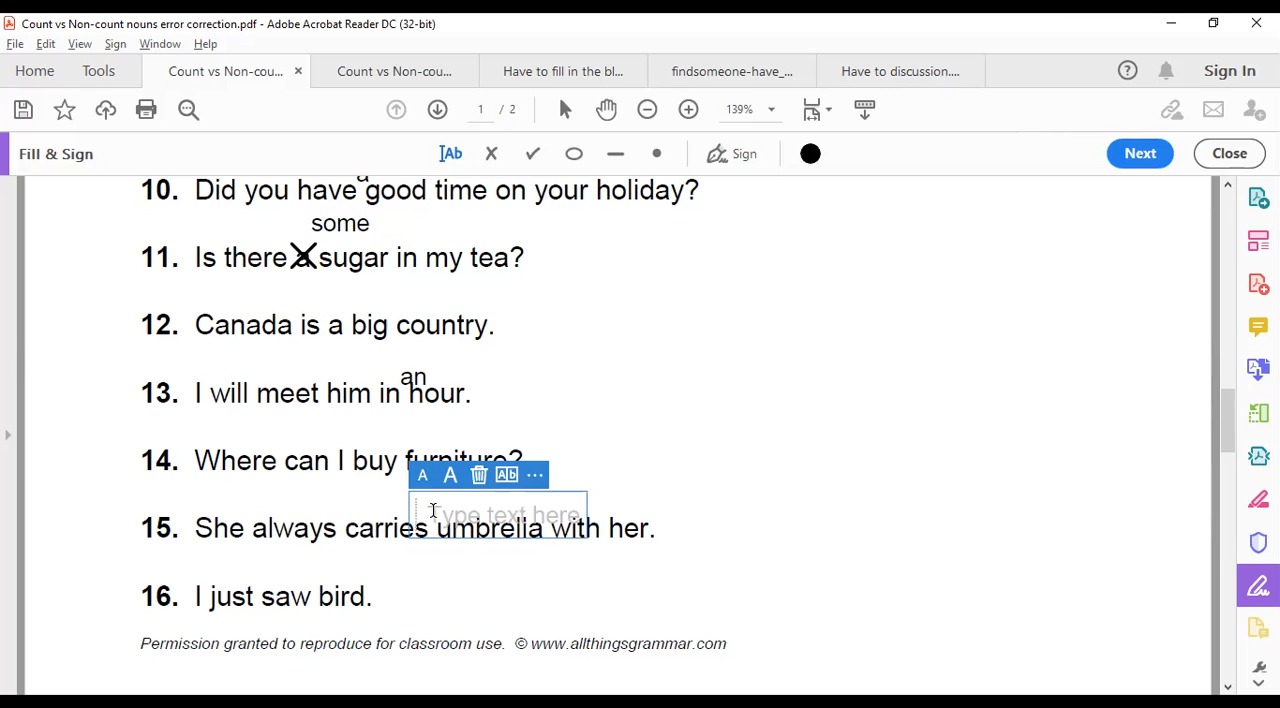 Count vs Non-count nouns error correction.pdf - Adobe Acrobat Reader DC (32-bit)
File Edit View Sign Window Help
Home Tools Count vs Non-cou... × Count vs Non-cou... Have to fill in the bl... findsomeone-have_... Have to discussion.... Sign In
1 / 2 139%
Fill & Sign Ab Sign Next Close
a
10. Did you have good time on your holiday?
some
11. Is there a sugar in my tea?
12. Canada is a big country.
an
13. I will meet him in hour.
14. Where can I buy furniture?
A A Ab ...
Type text here
15. She always carries umbrella with her.
16. I just saw bird.
Permission granted to reproduce for classroom use. © www.allthingsgrammar.com